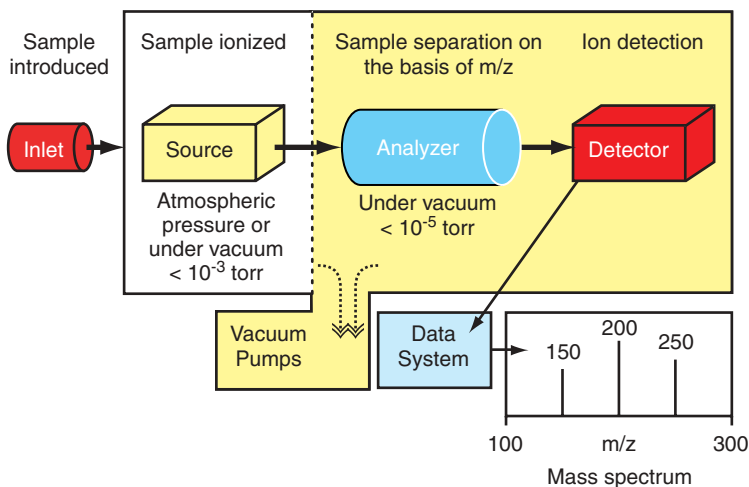 Sample
introduced
Sample ionized
Sample separation on
the basis of m/z
Ion detection
Inlet
Source
Analyzer
Detector
Atmospheric
pressure or
under vacuum
< 10⁻³ torr
Under vacuum
< 10⁻⁵ torr
Vacuum
Pumps
Data
System
150
200
250
100
m/z
300
Mass spectrum